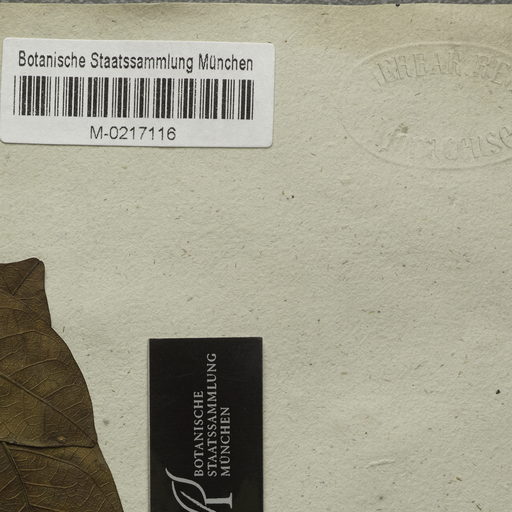 Botanische Staatssammlung München
M-0217116
BOTANISCHE
STAATSSAMMLUNG
MÜNCHEN